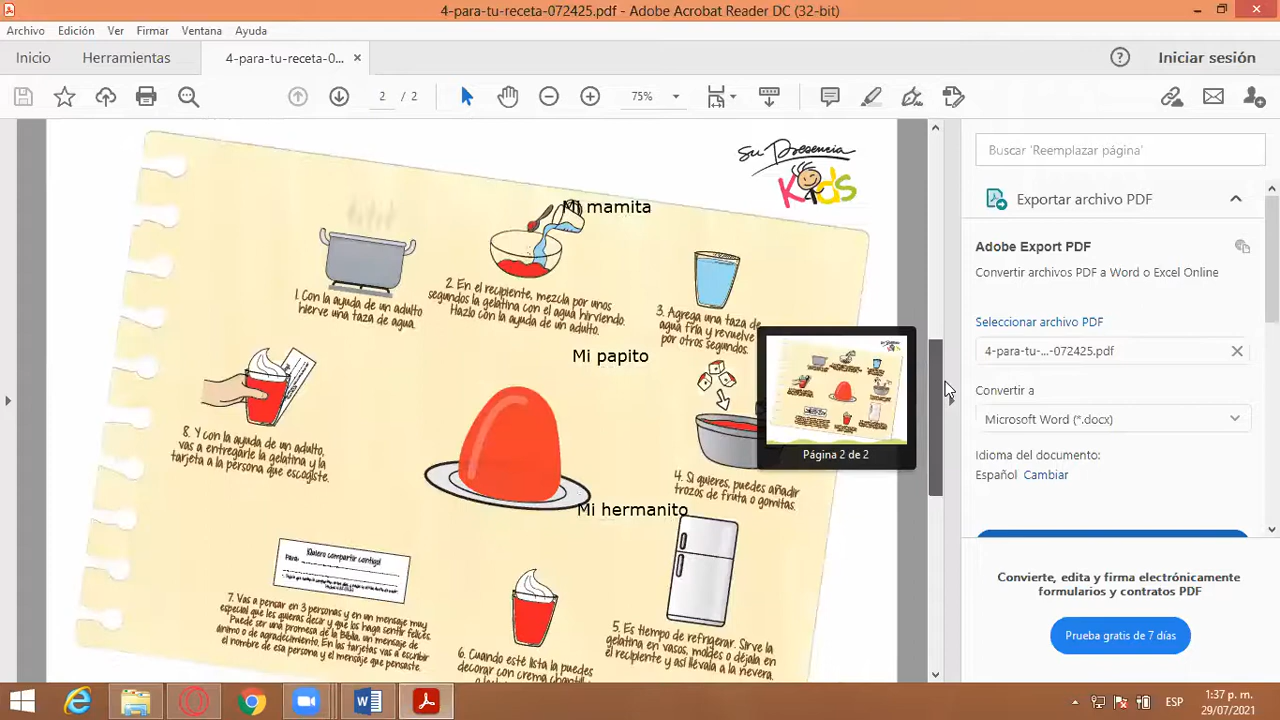 4-para-tu-receta-072425.pdf - Adobe Acrobat Reader DC (32-bit)
Archivo Edición Ver Firmar Ventana Ayuda
Inicio Herramientas 4-para-tu-receta-0... × Iniciar sesión
2 / 2 75%
Buscar 'Reemplazar página'
Su Presencia
Kids
Exportar archivo PDF
Adobe Export PDF
Convertir archivos PDF a Word o Excel Online
Seleccionar archivo PDF
4-para-tu-...-072425.pdf
Convertir a
Microsoft Word (*.docx)
Idioma del documento:
Español Cambiar
Convierte, edita y firma electrónicamente
formularios y contratos PDF
Prueba gratis de 7 días
Mi mamita
1. Con la ayuda de un adulto
hierve una taza de agua.
2. En el recipiente, mezcla por unos
segundos la gelatina con el agua hirviendo.
Hazlo con la ayuda de un adulto.
3. Agrega una taza de
agua fría y revuelve
por otros segundos.
Mi papito
Página 2 de 2
4. Si quieres, puedes añadir
trozos de fruta o gomitas.
8. Y con la ayuda de un adulto,
vas a entregarle la gelatina y la
tarjeta a la persona que escogiste.
Mi hermanito
¡Quiero compartir contigo!
Para:
5. Es tiempo de refrigerar. Sirve la
gelatina en vasos, moldes o déjala en
el recipiente y así llévala a la nevera.
7. Vas a pensar en 3 personas y en un mensaje muy
especial que les quieras decir y que los haga sentir felices.
Puede ser una promesa de la Biblia, un mensaje de
ánimo o de agradecimiento. En las tarjetas vas a escribir
el nombre de esa persona y el mensaje que pensaste.
6. Cuando esté lista la puedes
decorar con crema chantilly
ESP
1:37 p. m.
29/07/2021